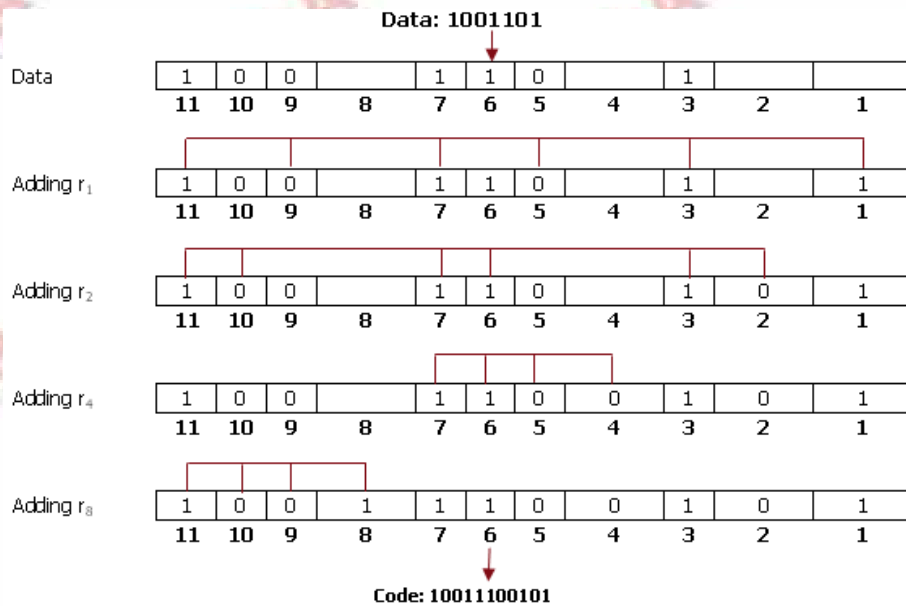 Data: 1001101
Data 1 0 0 1 1 0 1
11 10 9 8 7 6 5 4 3 2 1
Adding r₁ 1 0 0 1 1 0 1 1
11 10 9 8 7 6 5 4 3 2 1
Adding r₂ 1 0 0 1 1 0 1 0 1
11 10 9 8 7 6 5 4 3 2 1
Adding r₄ 1 0 0 1 1 0 0 1 0 1
11 10 9 8 7 6 5 4 3 2 1
Adding r₈ 1 0 0 1 1 1 0 0 1 0 1
11 10 9 8 7 6 5 4 3 2 1
Code: 10011100101